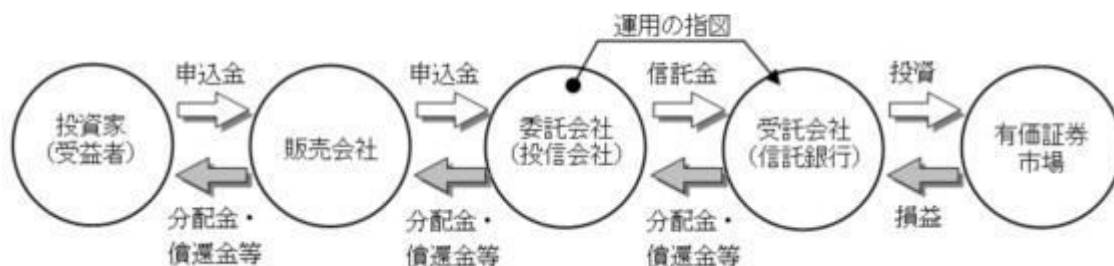 運用の指図
申込金
申込金
信託金
投資
投資家
(受益者)
販売会社
委託会社
(投信会社)
受託会社
(信託銀行)
有価証券
市場
分配金・
償還金等
分配金・
償還金等
分配金・
償還金等
損益